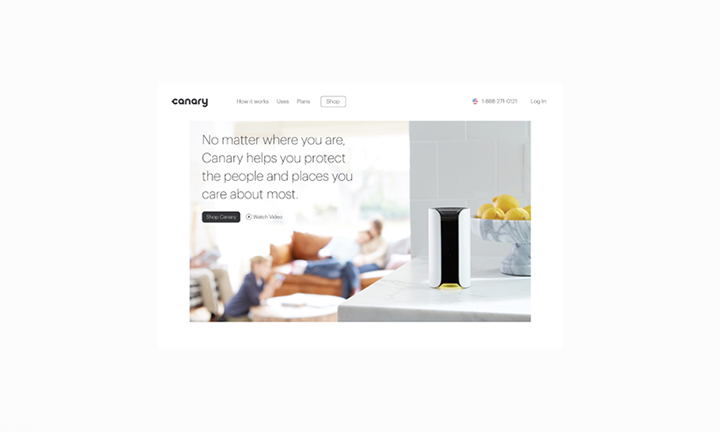 canary
How it works Uses Plans Shop
1·888·271·0121 Log In
No matter where you are,
Canary helps you protect
the people and places you
care about most.
Shop Canary Watch Video